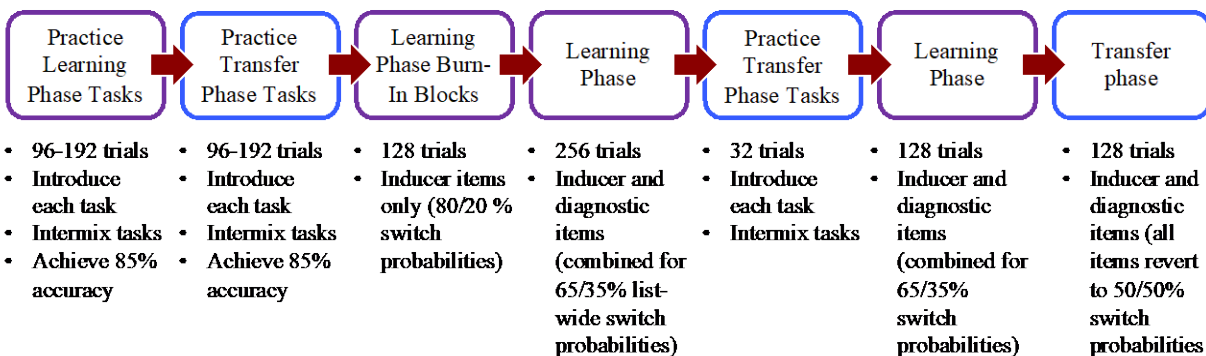 Practice
Learning
Phase Tasks
Practice
Transfer
Phase Tasks
Learning
Phase Burn-
In Blocks
Learning
Phase
Practice
Transfer
Phase Tasks
Learning
Phase
Transfer
phase
• 96-192 trials
• Introduce
each task
• Intermix tasks
• Achieve 85%
accuracy
• 96-192 trials
• Introduce
each task
• Intermix tasks
• Achieve 85%
accuracy
• 128 trials
• Inducer items
only (80/20 %
switch
probabilities)
• 256 trials
• Inducer and
diagnostic
items
(combined for
65/35% list-
wide switch
probabilities)
• 32 trials
• Introduce
each task
• Intermix tasks
• 128 trials
• Inducer and
diagnostic
items
(combined for
65/35%
switch
probabilities)
• 128 trials
• Inducer and
diagnostic
items (all
items revert
to 50/50%
switch
probabilities